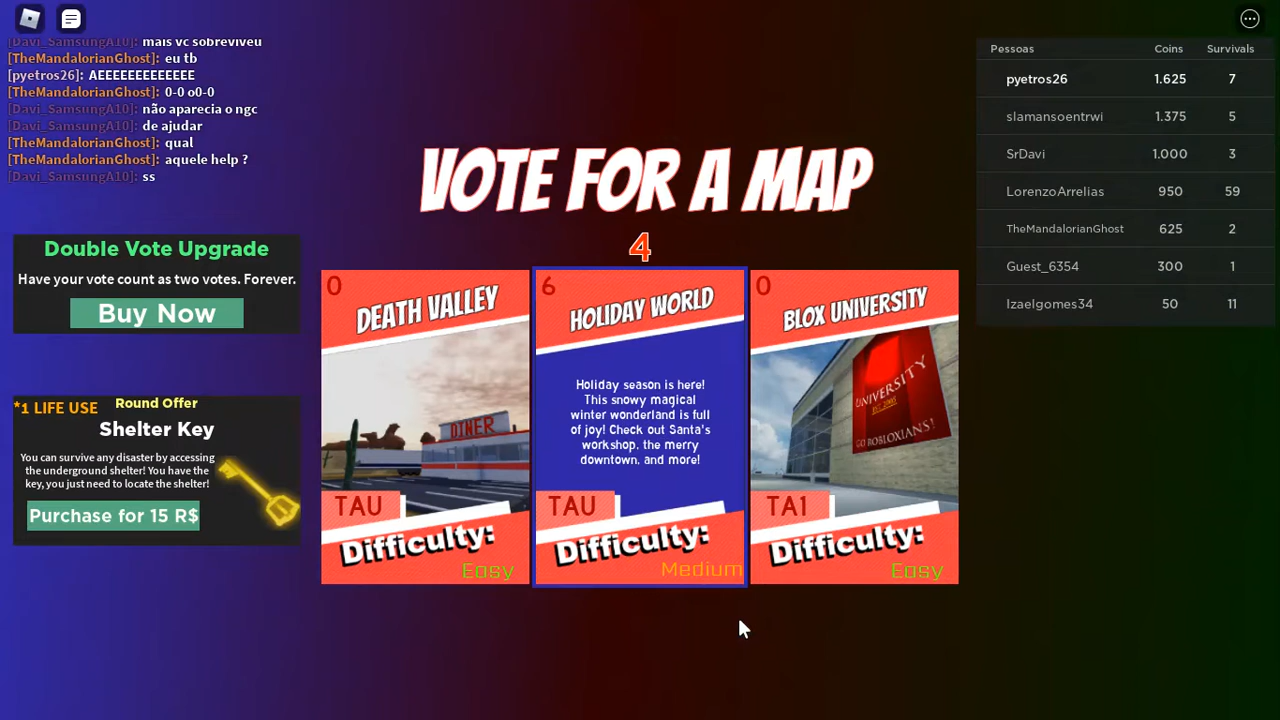 [Davi_SamsungA10]: mais vc sobreviveu
[TheMandalorianGhost]: eu tb
[pyetros26]: AEEEEEEEEEEEEE
[TheMandalorianGhost]: 0-0 o0-0
[Davi_SamsungA10]: não aparecia o ngc
[Davi_SamsungA10]: de ajudar
[TheMandalorianGhost]: qual
[TheMandalorianGhost]: aquele help ?
[Davi_SamsungA10]: ss
Double Vote Upgrade
Have your vote count as two votes. Forever.
Buy Now
*1 LIFE USE
Round Offer
Shelter Key
You can survive any disaster by accessing
the underground shelter! You have the
key, you just need to locate the shelter!
Purchase for 15 R$
VOTE FOR A MAP
4
0
DEATH VALLEY
DINER
TAU
Difficulty:
Easy
6
HOLIDAY WORLD
Holiday season is here!
This snowy magical
winter wonderland is full
of joy! Check out Santa's
workshop, the merry
downtown, and more!
TAU
Difficulty:
Medium
0
BLOX UNIVERSITY
UNIVERSITY
EST 2005
GO ROBLOXIANS!
TA1
Difficulty:
Easy
Pessoas Coins Survivals
pyetros26 1.625 7
slamansoentrwi 1.375 5
SrDavi 1.000 3
LorenzoArrelias 950 59
TheMandalorianGhost 625 2
Guest_6354 300 1
Izaelgomes34 50 11